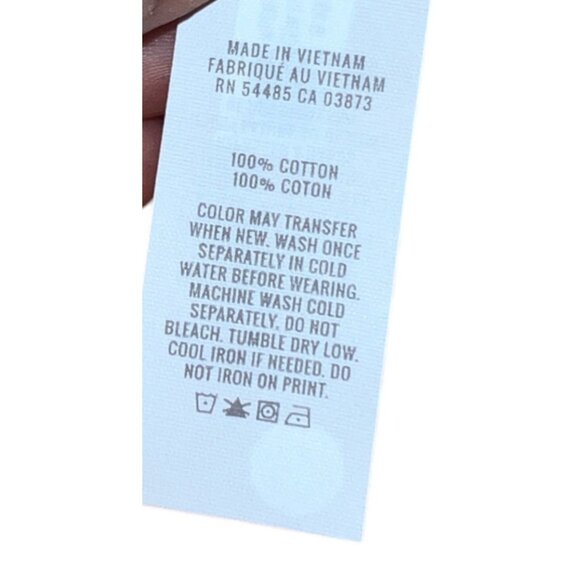 MADE IN VIETNAM
FABRIQUÉ AU VIETNAM
RN 54485 CA 03873
100% COTTON
100% COTON
COLOR MAY TRANSFER
WHEN NEW. WASH ONCE
SEPARATELY IN COLD
WATER BEFORE WEARING.
MACHINE WASH COLD
SEPARATELY. DO NOT
BLEACH. TUMBLE DRY LOW.
COOL IRON IF NEEDED. DO
NOT IRON ON PRINT.